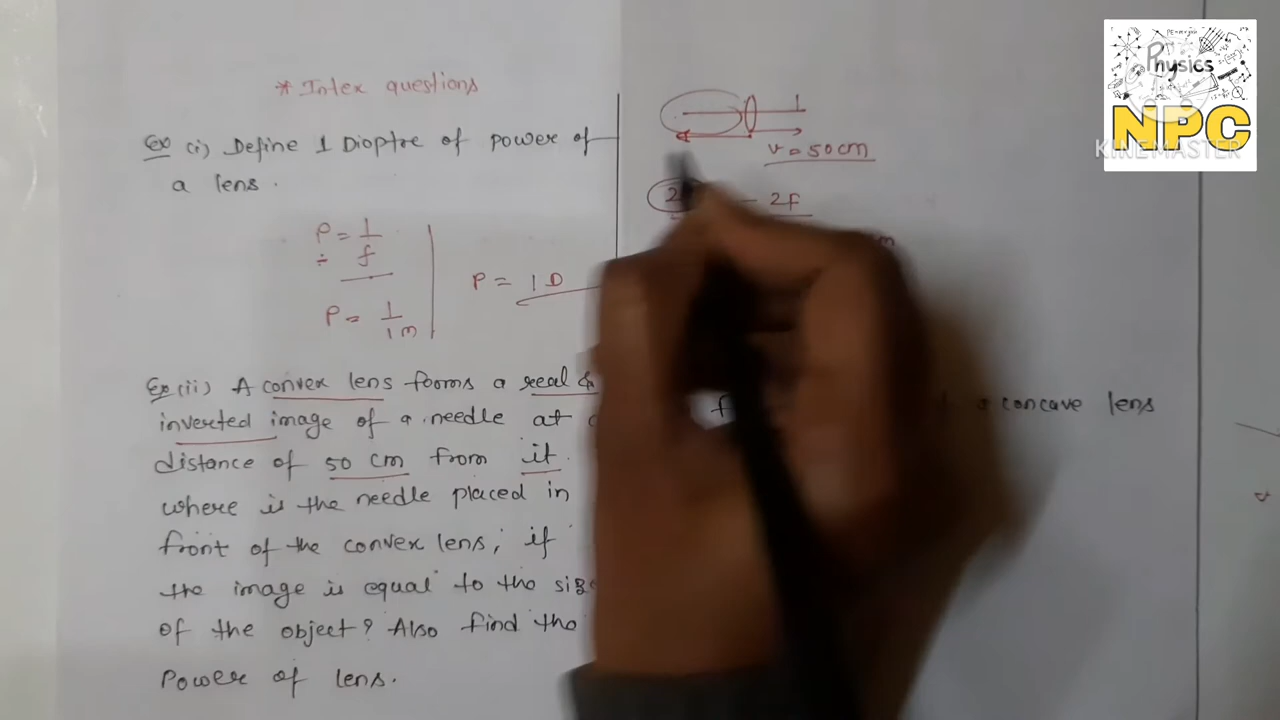 * Intex questions
Ex (i) Define 1 Dioptre of power of
a lens.
P = 1/f
P = 1/1m
P = 1 D
Ex (ii) A convex lens forms a real &
inverted image of a needle at
distance of 50 cm from it.
where is the needle placed in
front of the convex lens, if
the image is equal to the size
of the object? Also find the
Power of lens.
v = 50cm
2f
a concave lens
Physics
NPC
KINEMASTER